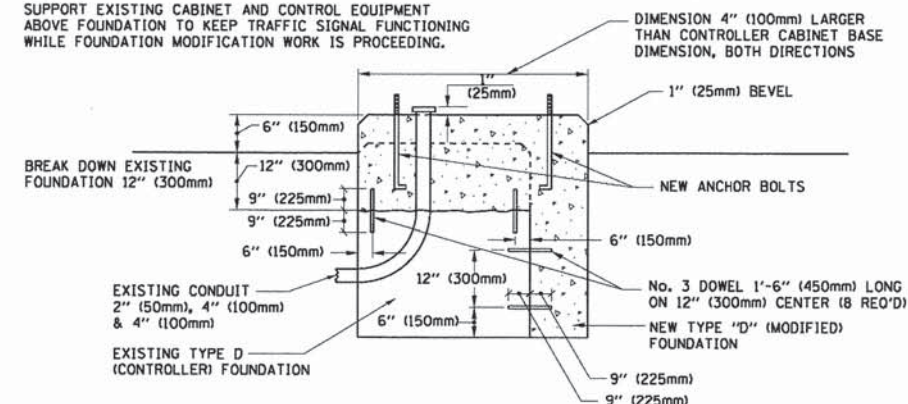 SUPPORT EXISTING CABINET AND CONTROL EQUIPMENT
ABOVE FOUNDATION TO KEEP TRAFFIC SIGNAL FUNCTIONING
WHILE FOUNDATION MODIFICATION WORK IS PROCEEDING.
DIMENSION 4" (100mm) LARGER
THAN CONTROLLER CABINET BASE
DIMENSION, BOTH DIRECTIONS
1"
(25mm)
1" (25mm) BEVEL
6" (150mm)
BREAK DOWN EXISTING
FOUNDATION 12" (300mm)
12" (300mm)
9" (225mm)
9" (225mm)
6" (150mm)
NEW ANCHOR BOLTS
6" (150mm)
EXISTING CONDUIT
2" (50mm), 4" (100mm)
& 4" (100mm)
12" (300mm)
6" (150mm)
No. 3 DOWEL 1'-6" (450mm) LONG
ON 12" (300mm) CENTER (8 REQ'D)
NEW TYPE "D" (MODIFIED)
FOUNDATION
EXISTING TYPE D
(CONTROLLER) FOUNDATION
9" (225mm)
9" (225mm)